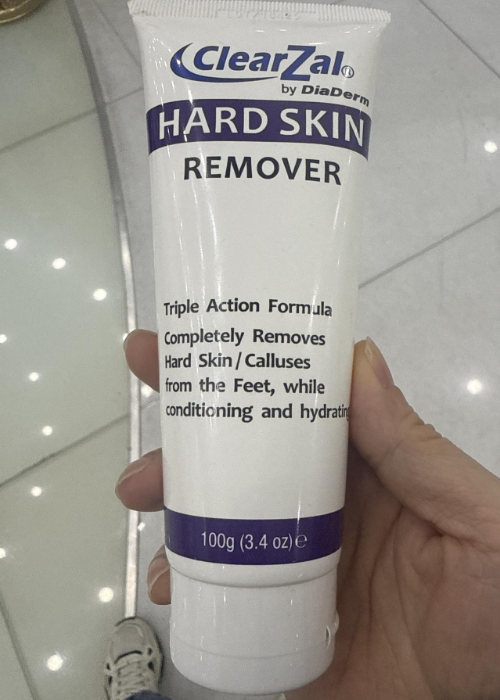 ClearZal®
by DiaDerm
HARD SKIN
REMOVER
Triple Action Formula
Completely Removes
Hard Skin / Calluses
from the Feet, while
conditioning and hydrating
100g (3.4 oz) ℮